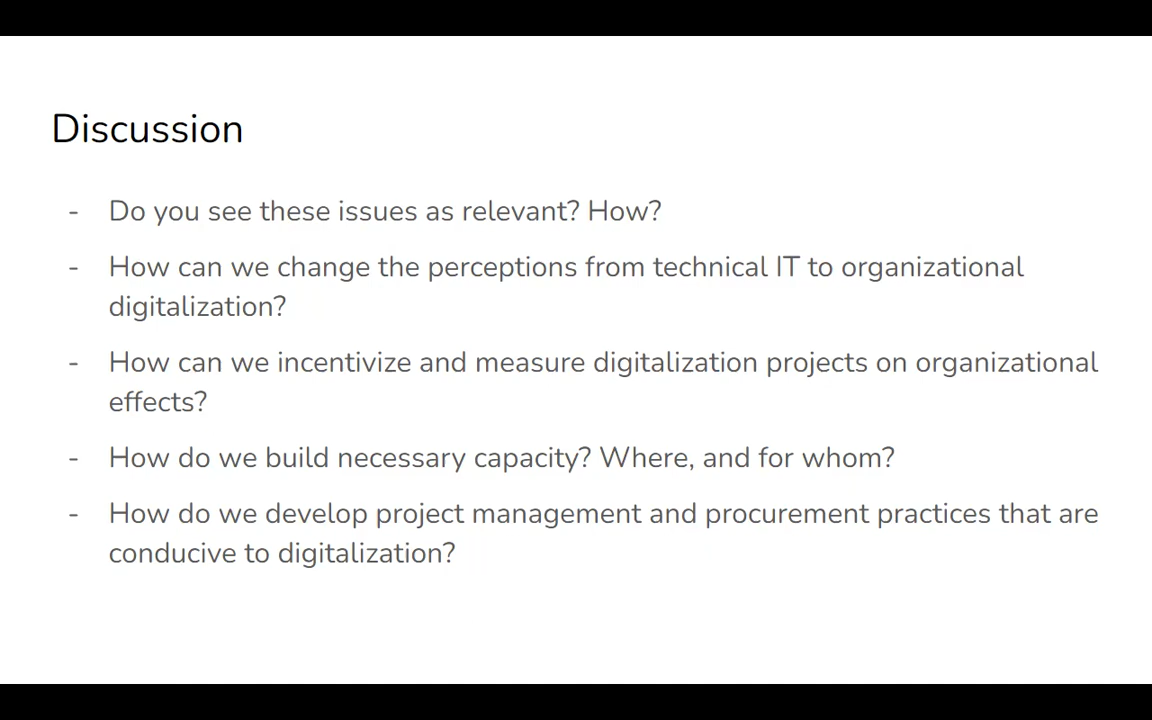 Discussion
- Do you see these issues as relevant? How?
- How can we change the perceptions from technical IT to organizational
digitalization?
- How can we incentivize and measure digitalization projects on organizational
effects?
- How do we build necessary capacity? Where, and for whom?
- How do we develop project management and procurement practices that are
conducive to digitalization?